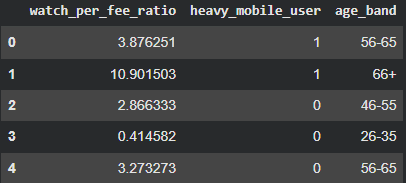 watch_per_fee_ratio heavy_mobile_user age_band
0 3.876251 1 56-65
1 10.901503 1 66+
2 2.866333 0 46-55
3 0.414582 0 26-35
4 3.273273 0 56-65